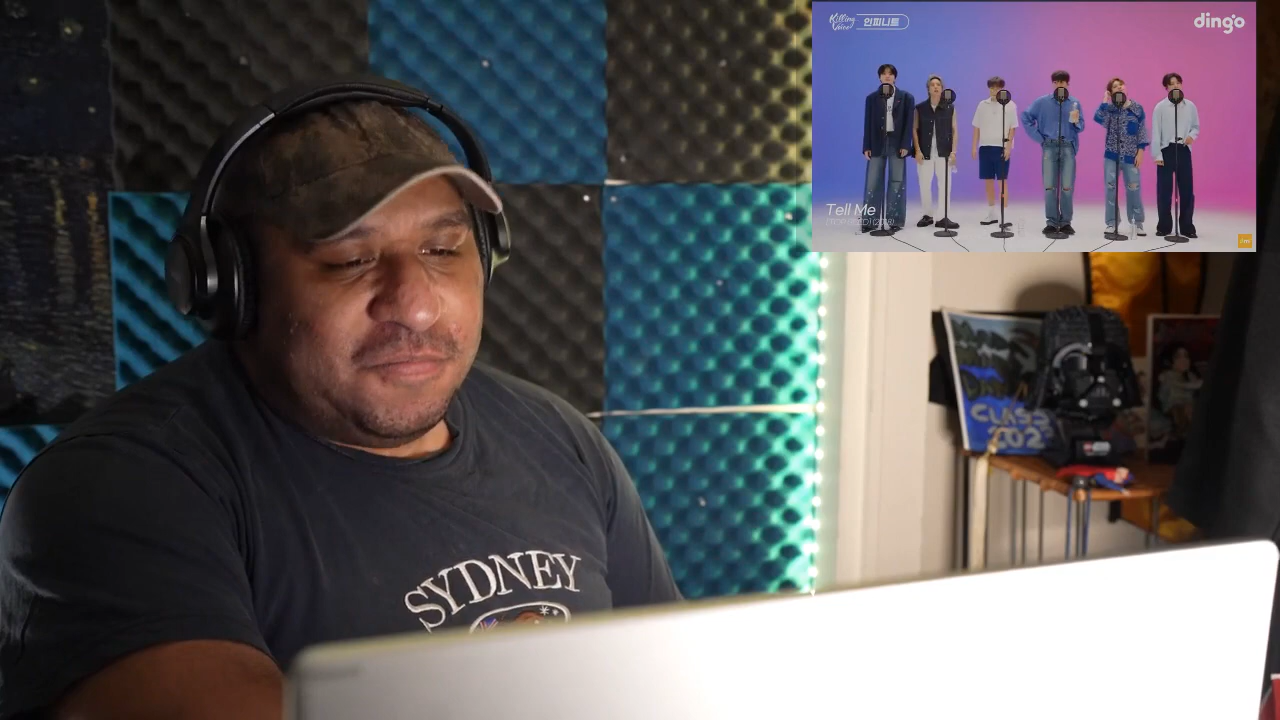 Killing Voice 인피니트
dingo
Tell Me
SYDNEY
CLASS